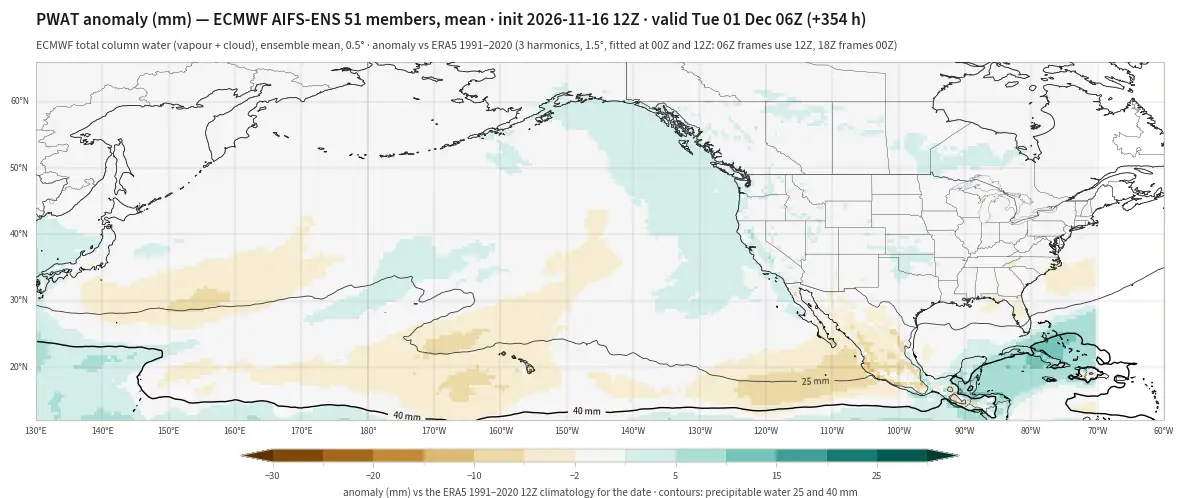 PWAT anomaly (mm) — ECMWF AIFS-ENS 51 members, mean · init 2026-11-16 12Z · valid Tue 01 Dec 06Z (+354 h)
ECMWF total column water (vapour + cloud), ensemble mean, 0.5° · anomaly vs ERA5 1991–2020 (3 harmonics, 1.5°, fitted at 00Z and 12Z: 06Z frames use 12Z, 18Z frames 00Z)
60°N
50°N
40°N
30°N
20°N
25 mm
40 mm
40 mm
130°E 140°E 150°E 160°E 170°E 180° 170°W 160°W 150°W 140°W 130°W 120°W 110°W 100°W 90°W 80°W 70°W 60°W
−30 −20 −10 −2 5 15 25
anomaly (mm) vs the ERA5 1991–2020 12Z climatology for the date · contours: precipitable water 25 and 40 mm